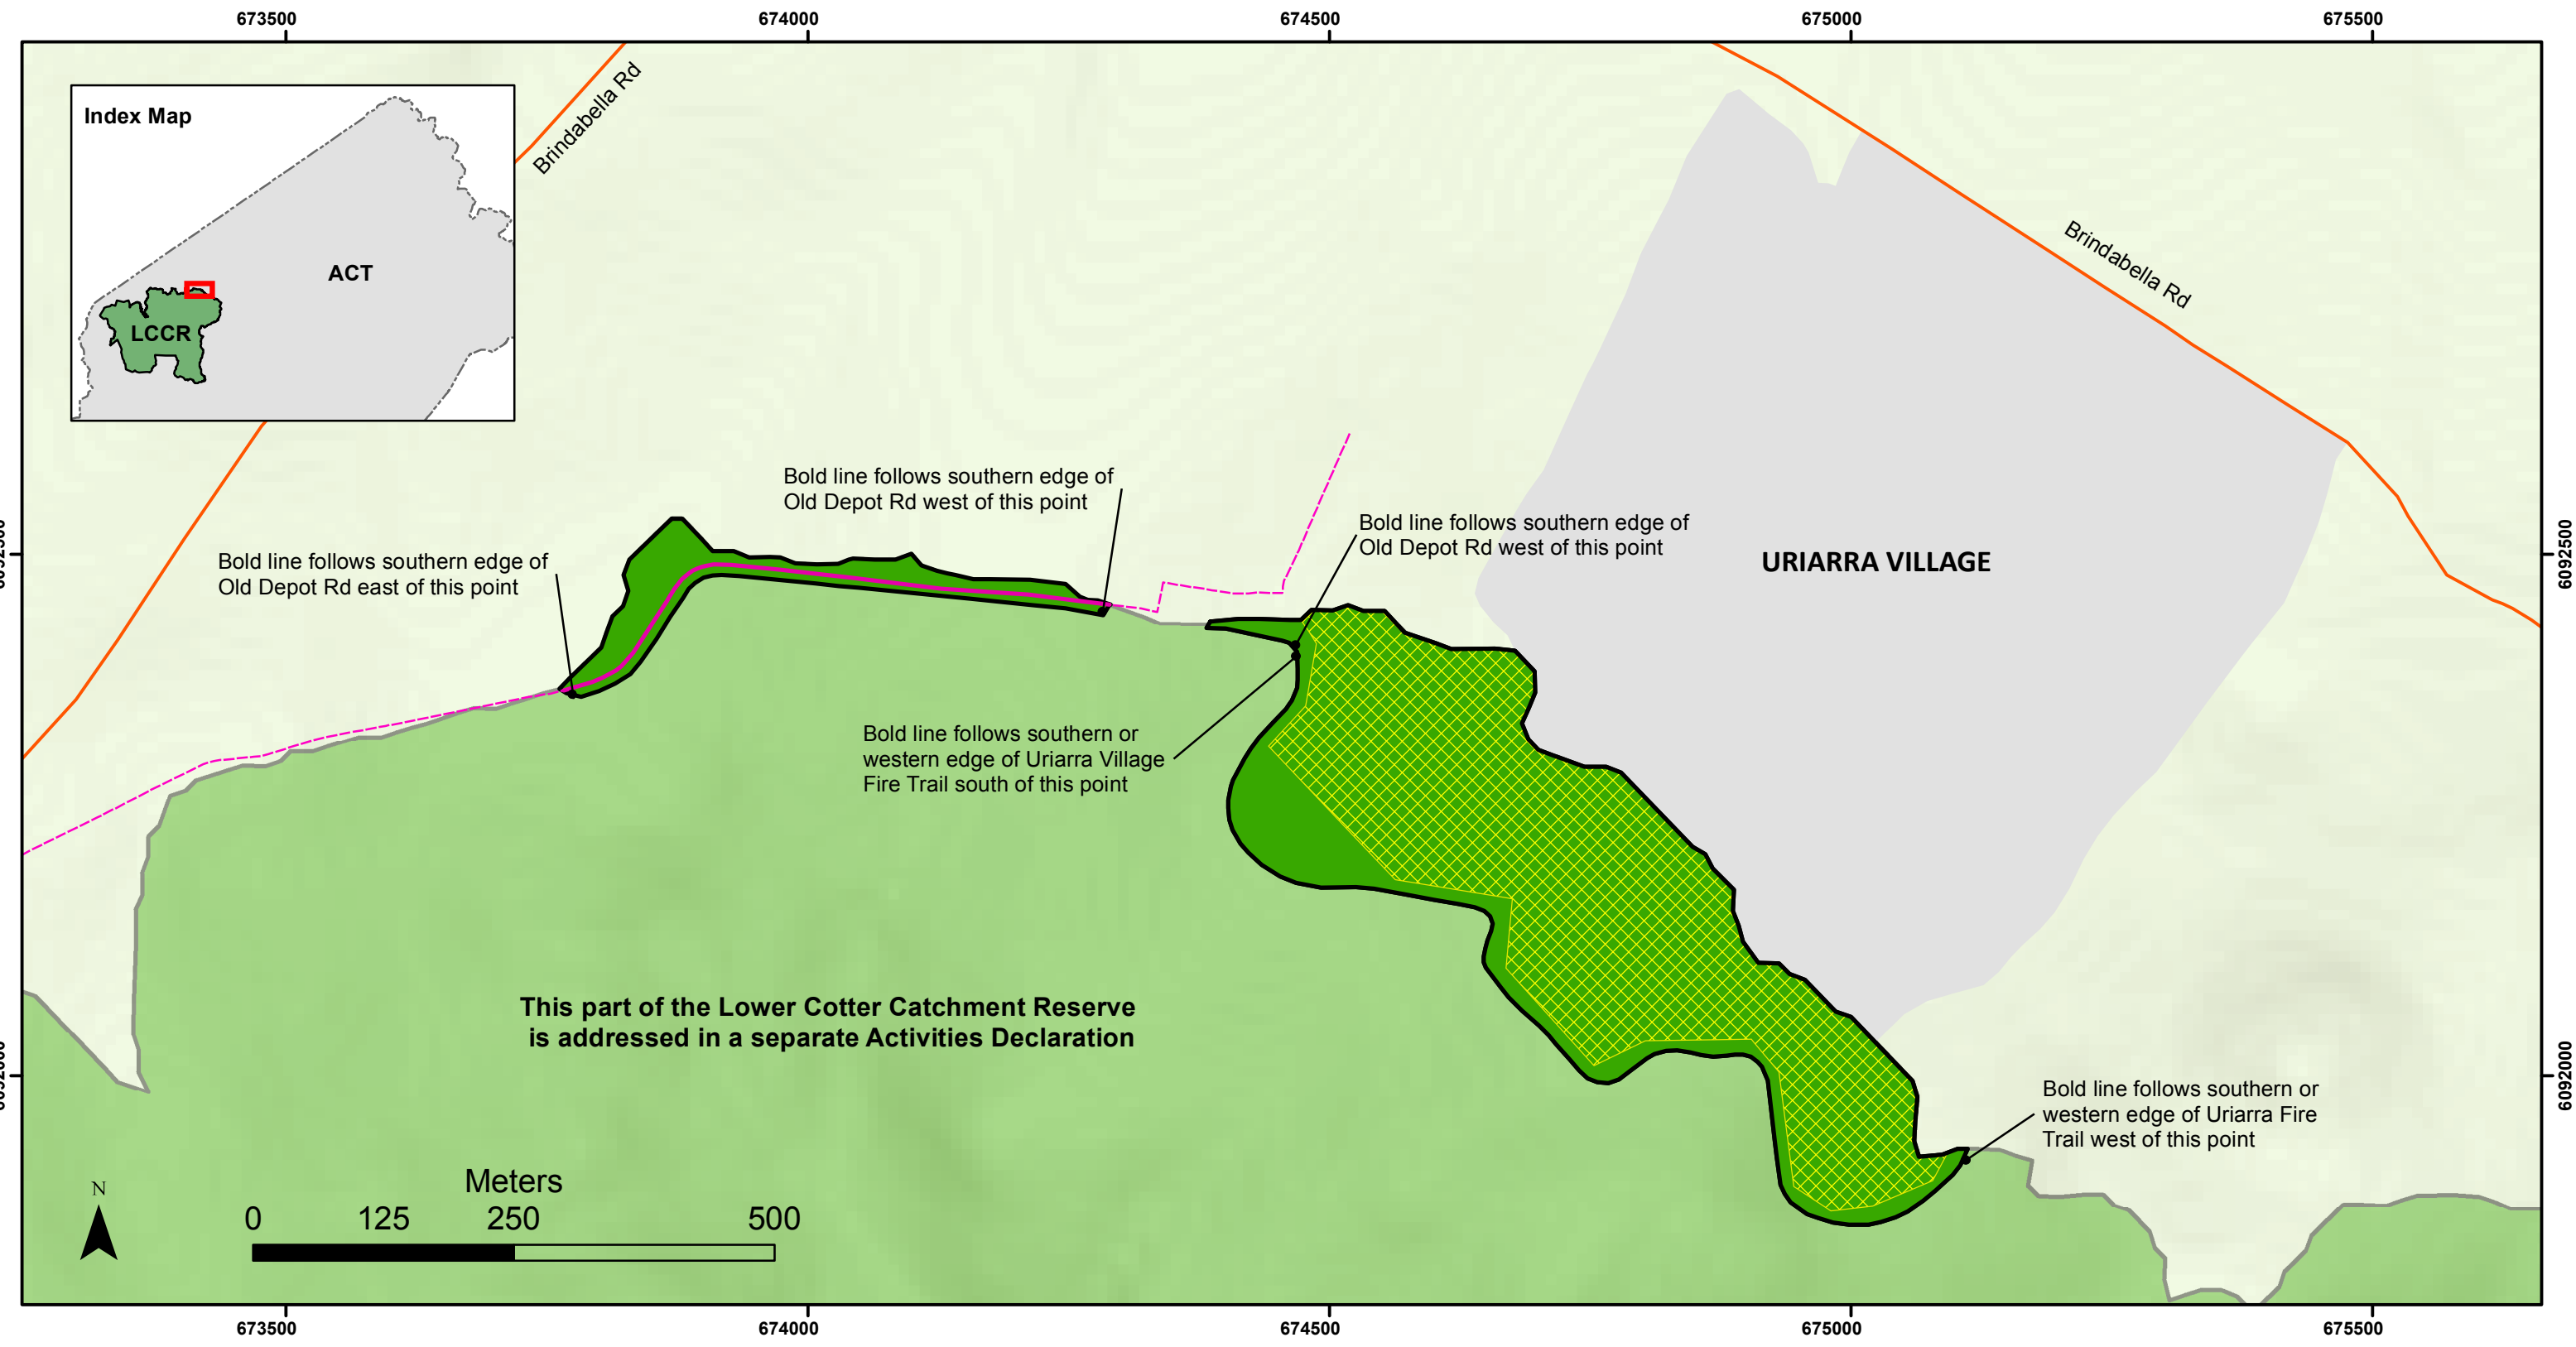 673500
674000
674500
675000
675500
Index Map
ACT
LCCR
Brindabella Rd
Brindabella Rd
Bold line follows southern edge of
Old Depot Rd west of this point
Bold line follows southern edge of
Old Depot Rd west of this point
Bold line follows southern edge of
Old Depot Rd east of this point
URIARRA VILLAGE
6092500
Bold line follows southern or
western edge of Uriarra Village
Fire Trail south of this point
This part of the Lower Cotter Catchment Reserve
is addressed in a separate Activities Declaration
6092000
Bold line follows southern or
western edge of Uriarra Fire
Trail west of this point
N
Meters
0 125 250 500
673500
674000
674500
675000
675500